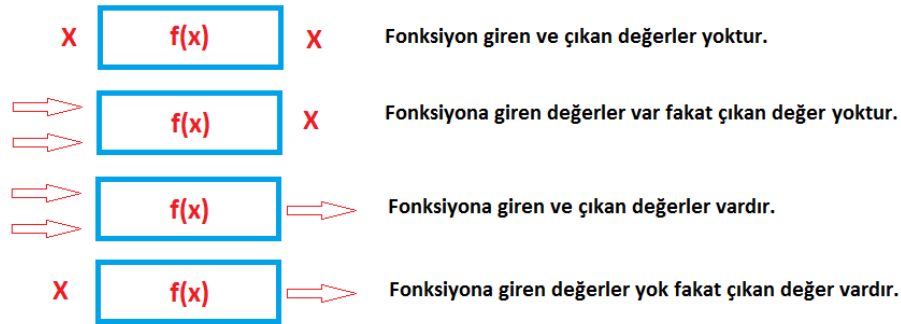 X f(x) X Fonksiyon giren ve çıkan değerler yoktur.
f(x) X Fonksiyona giren değerler var fakat çıkan değer yoktur.
f(x) Fonksiyona giren ve çıkan değerler vardır.
X f(x) Fonksiyona giren değerler yok fakat çıkan değer vardır.